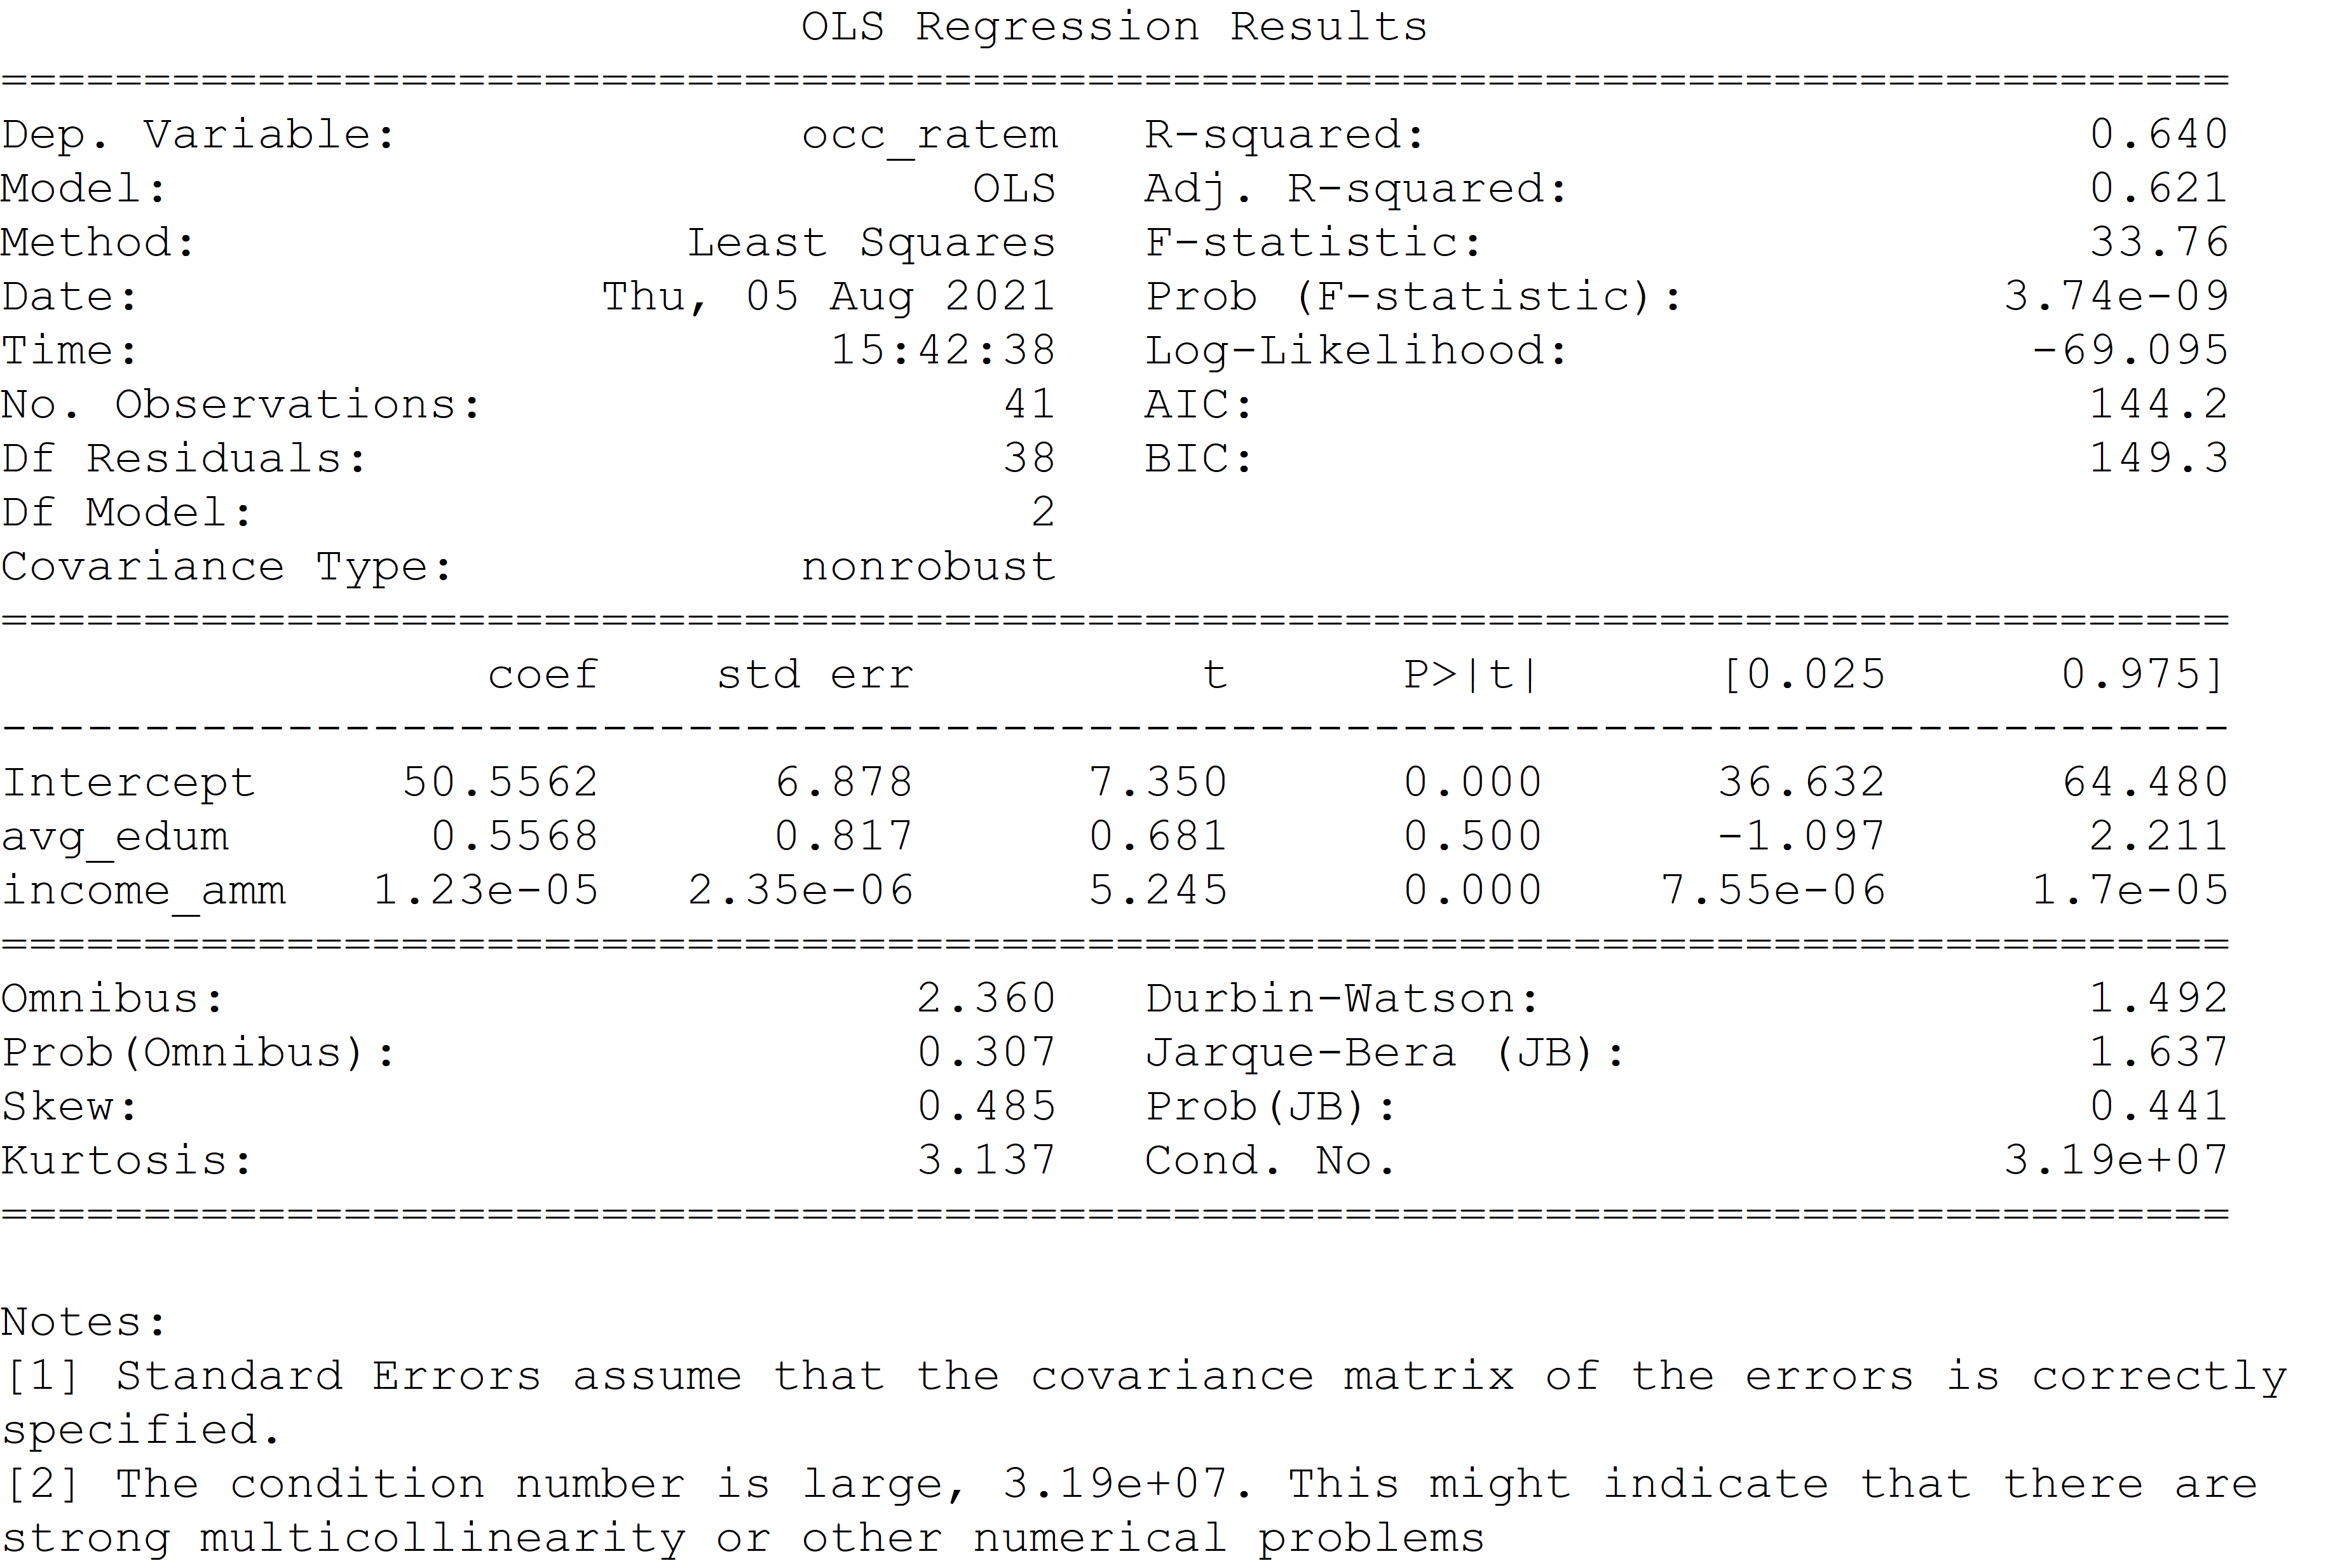 OLS Regression Results
==============================================================================
Dep. Variable:              occ_ratem   R-squared:                       0.640
Model:                            OLS   Adj. R-squared:                  0.621
Method:                 Least Squares   F-statistic:                     33.76
Date:                Thu, 05 Aug 2021   Prob (F-statistic):           3.74e-09
Time:                        15:42:38   Log-Likelihood:                -69.095
No. Observations:                  41   AIC:                             144.2
Df Residuals:                      38   BIC:                             149.3
Df Model:                           2
Covariance Type:            nonrobust
==============================================================================
                 coef    std err          t      P>|t|      [0.025      0.975]
------------------------------------------------------------------------------
Intercept     50.5562      6.878      7.350      0.000      36.632      64.480
avg_edum       0.5568      0.817      0.681      0.500      -1.097       2.211
income_amm   1.23e-05   2.35e-06      5.245      0.000    7.55e-06     1.7e-05
==============================================================================
Omnibus:                        2.360   Durbin-Watson:                   1.492
Prob(Omnibus):                  0.307   Jarque-Bera (JB):                1.637
Skew:                           0.485   Prob(JB):                        0.441
Kurtosis:                       3.137   Cond. No.                     3.19e+07
==============================================================================

Notes:
[1] Standard Errors assume that the covariance matrix of the errors is correctly
specified.
[2] The condition number is large, 3.19e+07. This might indicate that there are
strong multicollinearity or other numerical problems